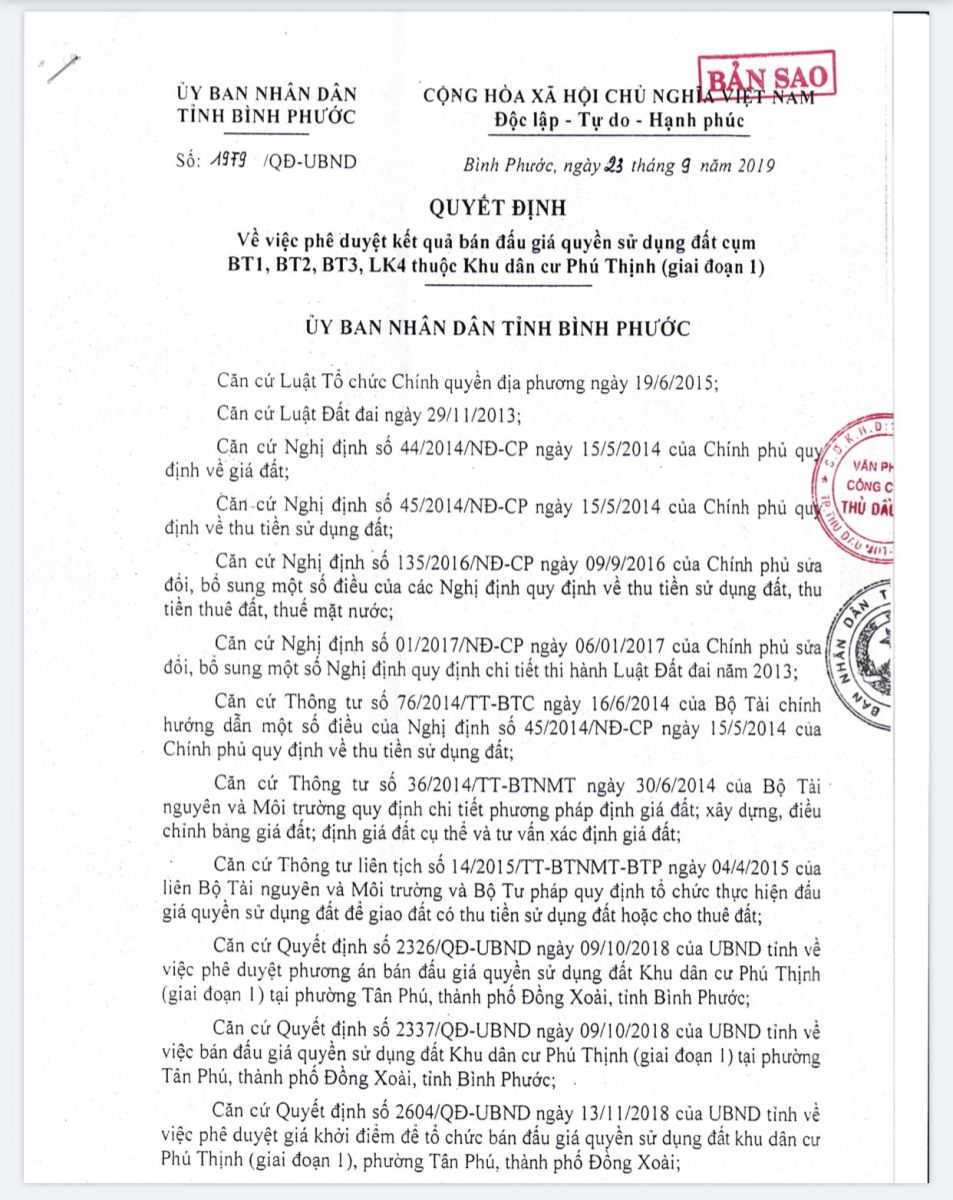 BẢN SAO
ỦY BAN NHÂN DÂN
TỈNH BÌNH PHƯỚC
CỘNG HÒA XÃ HỘI CHỦ NGHĨA VIỆT NAM
Độc lập - Tự do - Hạnh phúc
Số: 1979 /QĐ-UBND
Bình Phước, ngày 23 tháng 9 năm 2019
QUYẾT ĐỊNH
Về việc phê duyệt kết quả bán đấu giá quyền sử dụng đất cụm
BT1, BT2, BT3, LK4 thuộc Khu dân cư Phú Thịnh (giai đoạn 1)
ỦY BAN NHÂN DÂN TỈNH BÌNH PHƯỚC
Căn cứ Luật Tổ chức Chính quyền địa phương ngày 19/6/2015;
Căn cứ Luật Đất đai ngày 29/11/2013;
Căn cứ Nghị định số 44/2014/NĐ-CP ngày 15/5/2014 của Chính phủ quy
định về giá đất;
Căn cứ Nghị định số 45/2014/NĐ-CP ngày 15/5/2014 của Chính phủ quy
định về thu tiền sử dụng đất;
Căn cứ Nghị định số 135/2016/NĐ-CP ngày 09/9/2016 của Chính phủ sửa
đổi, bổ sung một số điều của các Nghị định quy định về thu tiền sử dụng đất, thu
tiền thuê đất, thuế mặt nước;
Căn cứ Nghị định số 01/2017/NĐ-CP ngày 06/01/2017 của Chính phủ sửa
đổi, bổ sung một số Nghị định quy định chi tiết thi hành Luật Đất đai năm 2013;
Căn cứ Thông tư số 76/2014/TT-BTC ngày 16/6/2014 của Bộ Tài chính
hướng dẫn một số điều của Nghị định số 45/2014/NĐ-CP ngày 15/5/2014 của
Chính phủ quy định về thu tiền sử dụng đất;
Căn cứ Thông tư số 36/2014/TT-BTNMT ngày 30/6/2014 của Bộ Tài
nguyên và Môi trường quy định chi tiết phương pháp định giá đất; xây dựng, điều
chỉnh bảng giá đất; định giá đất cụ thể và tư vấn xác định giá đất;
Căn cứ Thông tư liên tịch số 14/2015/TT-BTNMT-BTP ngày 04/4/2015 của
liên Bộ Tài nguyên và Môi trường và Bộ Tư pháp quy định tổ chức thực hiện đấu
giá quyền sử dụng đất để giao đất có thu tiền sử dụng đất hoặc cho thuê đất;
Căn cứ Quyết định số 2326/QĐ-UBND ngày 09/10/2018 của UBND tỉnh về
việc phê duyệt phương án bán đấu giá quyền sử dụng đất Khu dân cư Phú Thịnh
(giai đoạn 1) tại phường Tân Phú, thành phố Đồng Xoài, tỉnh Bình Phước;
Căn cứ Quyết định số 2337/QĐ-UBND ngày 09/10/2018 của UBND tỉnh về
việc bán đấu giá quyền sử dụng đất Khu dân cư Phú Thịnh (giai đoạn 1) tại phường
Tân Phú, thành phố Đồng Xoài, tỉnh Bình Phước;
Căn cứ Quyết định số 2604/QĐ-UBND ngày 13/11/2018 của UBND tỉnh về
việc phê duyệt giá khởi điểm để tổ chức bán đấu giá quyền sử dụng đất khu dân cư
Phú Thịnh (giai đoạn 1), phường Tân Phú, thành phố Đồng Xoài;
VĂN PH
CÔNG C
THỦ DẦU
BAN NHÂN DÂN T